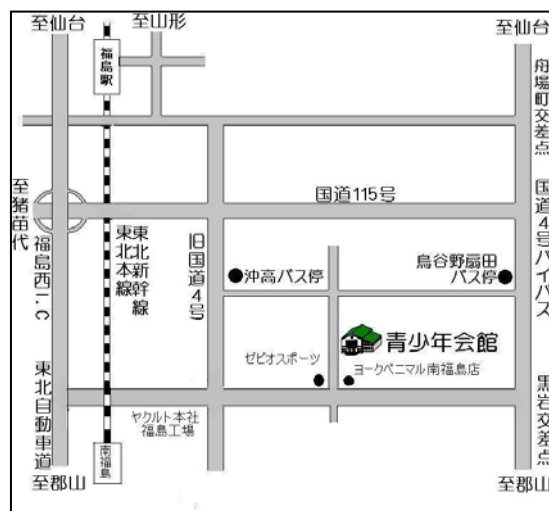 至仙台
至山形
至仙台
福島駅
舟場町交差点
至猪苗代
国道115号
国道4号バイパス
福島西I.C
東北本線
東北新幹線
旧国道4号
沖高バス停
鳥谷野扇田
バス停
青少年会館
ゼビオスポーツ
ヨークベニマル南福島店
東北自動車道
ヤクルト本社
福島工場
黒岩交差点
南福島
至郡山
至郡山